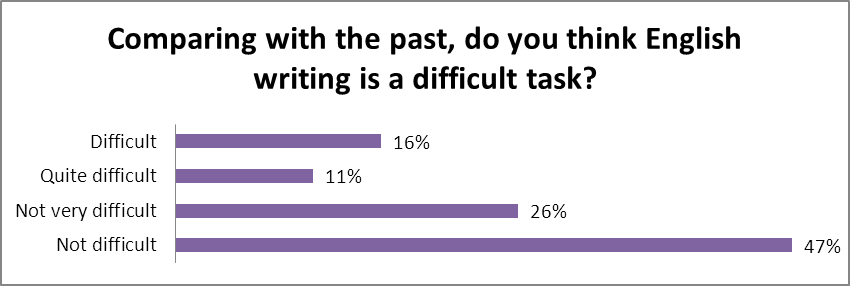 Comparing with the past, do you think English
writing is a difficult task?
Difficult 16%
Quite difficult 11%
Not very difficult 26%
Not difficult 47%